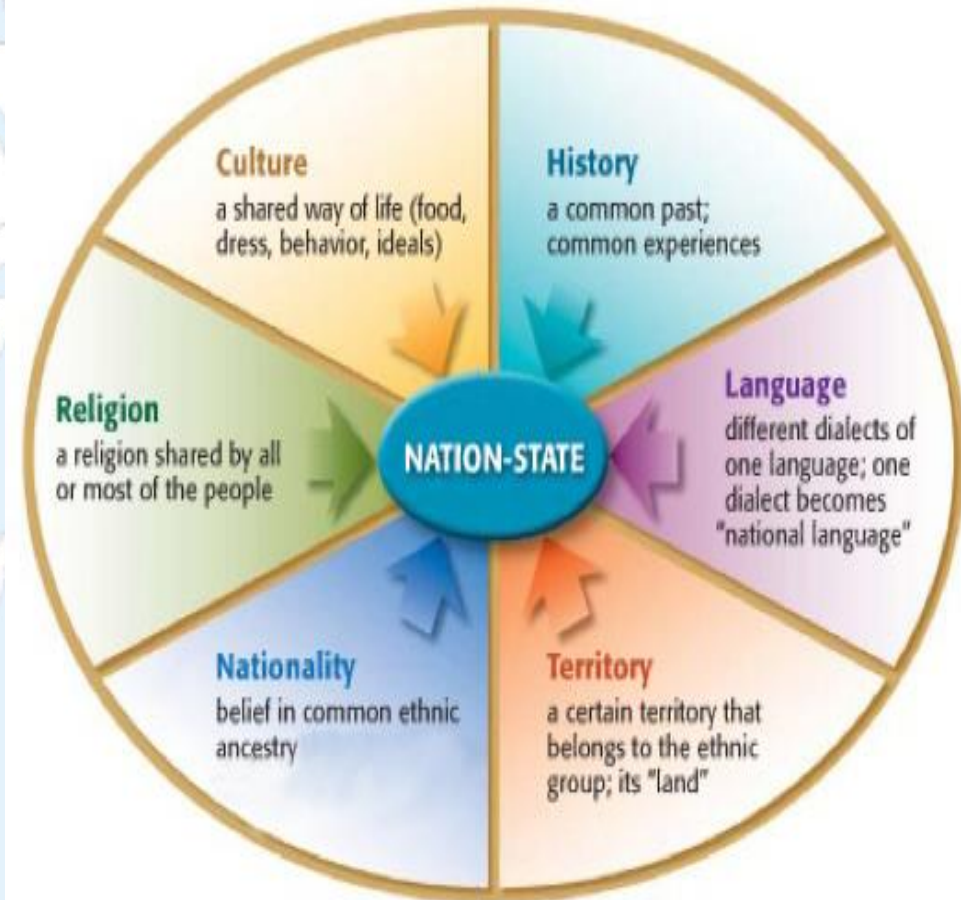 Culture
a shared way of life (food,
dress, behavior, ideals)
History
a common past;
common experiences
Religion
a religion shared by all
or most of the people
NATION-STATE
Language
different dialects of
one language; one
dialect becomes
"national language"
Nationality
belief in common ethnic
ancestry
Territory
a certain territory that
belongs to the ethnic
group; its "land"